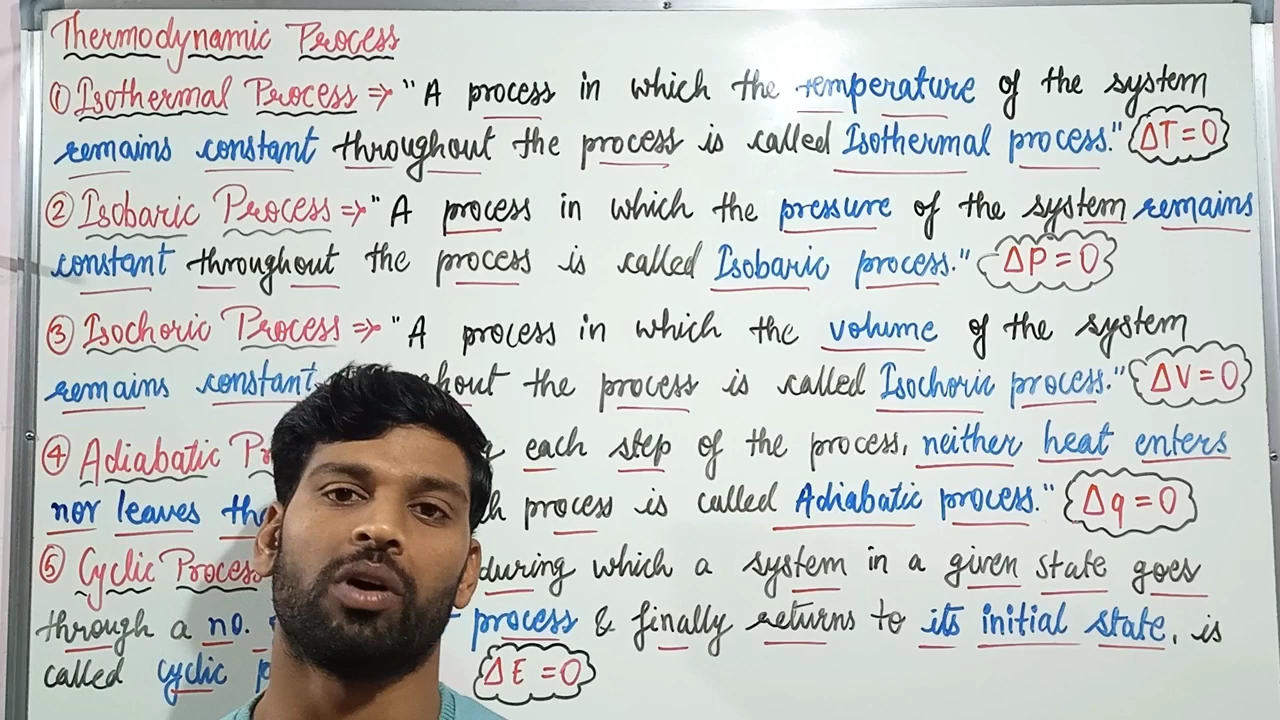 Thermodynamic Process
① Isothermal Process ⇒ "A process in which the temperature of the system
remains constant throughout the process is called Isothermal process." ΔT=0
② Isobaric Process ⇒ "A process in which the pressure of the system remains
constant throughout the process is called Isobaric process." ΔP=0
③ Isochoric Process ⇒ "A process in which the volume of the system
remains constant the process is called Isochoric process." ΔV=0
④ Adiabatic each step of the process, neither heat enters
nor leaves process is called Adiabatic process." Δq=0
⑤ Cyclic Process during which a system in a given state goes
through a no. process & finally returns to its initial state, is
called cyclic ΔE=0